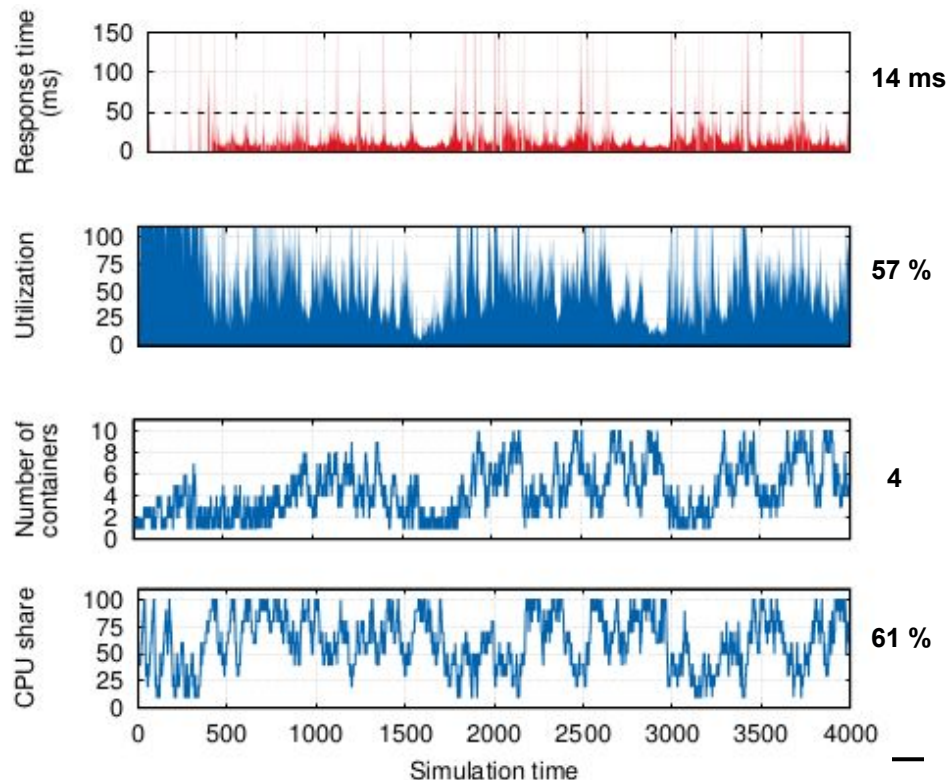 Response time
(ms)
150
100
50
0
14 ms
Utilization
100
75
50
25
0
57 %
Number of
containers
10
8
6
4
2
0
4
CPU share
100
75
50
25
0
61 %
0 500 1000 1500 2000 2500 3000 3500 4000
Simulation time